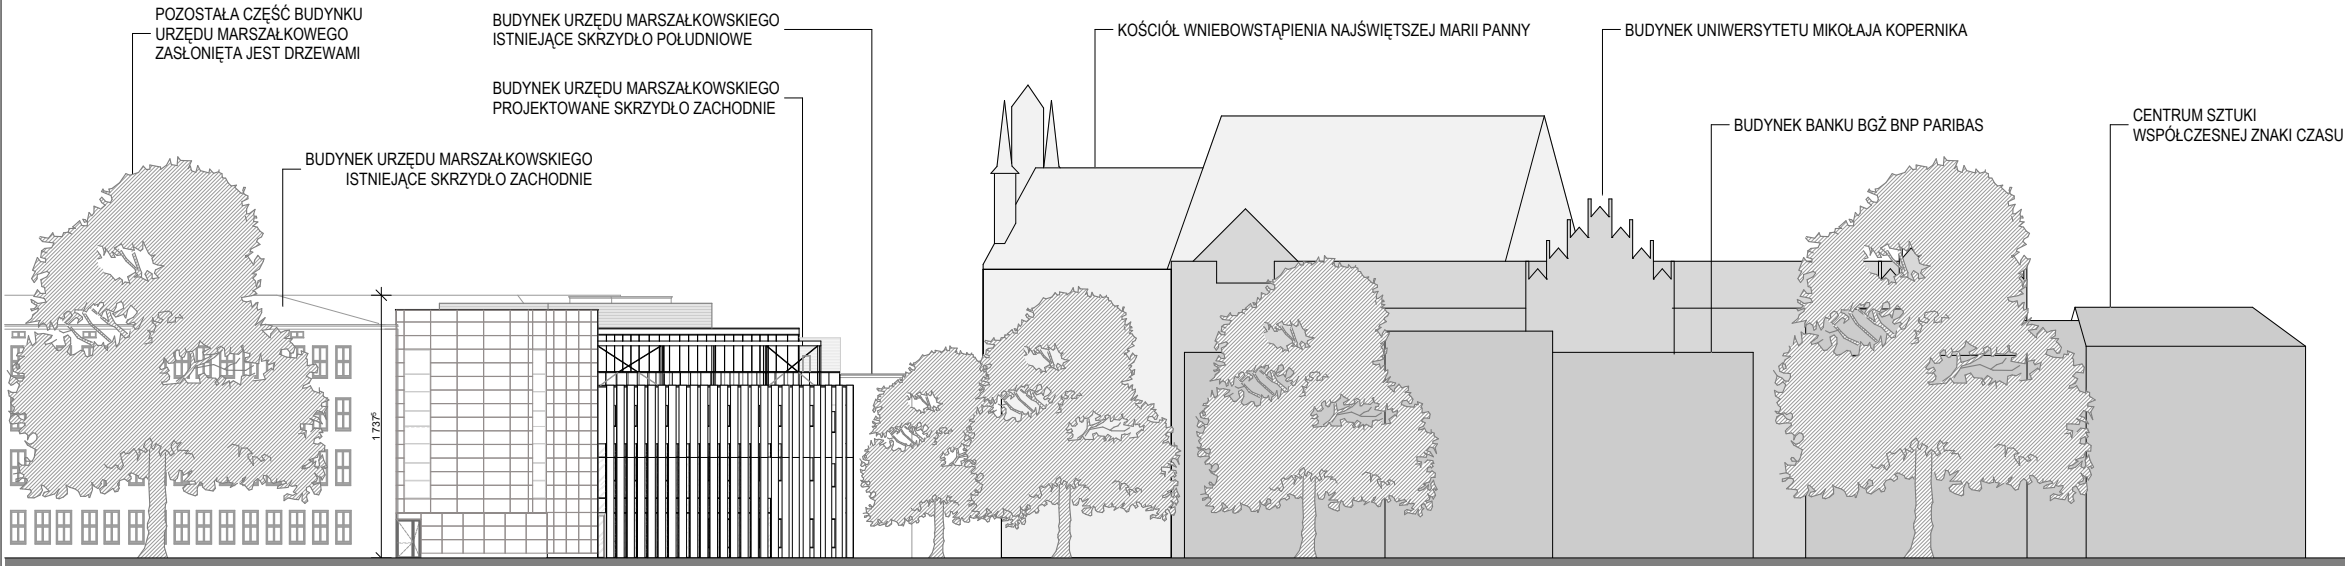 POZOSTAŁA CZĘŚĆ BUDYNKU
URZĘDU MARSZAŁKOWEGO
ZASŁONIĘTA JEST DRZEWAMI
BUDYNEK URZĘDU MARSZAŁKOWSKIEGO
ISTNIEJĄCE SKRZYDŁO ZACHODNIE
BUDYNEK URZĘDU MARSZAŁKOWSKIEGO
ISTNIEJĄCE SKRZYDŁO POŁUDNIOWE
BUDYNEK URZĘDU MARSZAŁKOWSKIEGO
PROJEKTOWANE SKRZYDŁO ZACHODNIE
KOŚCIÓŁ WNIEBOWSTĄPIENIA NAJŚWIĘTSZEJ MARII PANNY
BUDYNEK UNIWERSYTETU MIKOŁAJA KOPERNIKA
BUDYNEK BANKU BGŻ BNP PARIBAS
CENTRUM SZTUKI
WSPÓŁCZESNEJ ZNAKI CZASU
1 737⁵